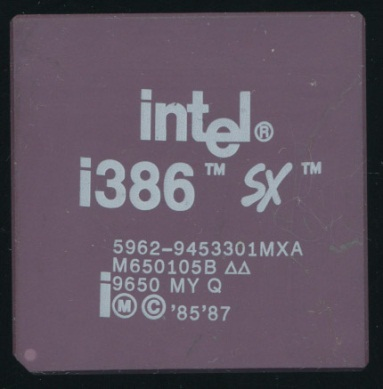 intel®
i386™ SX™
5962-9453301MXA
M650105B ΔΔ
9650 MY Q
i Ⓜ © '85'87